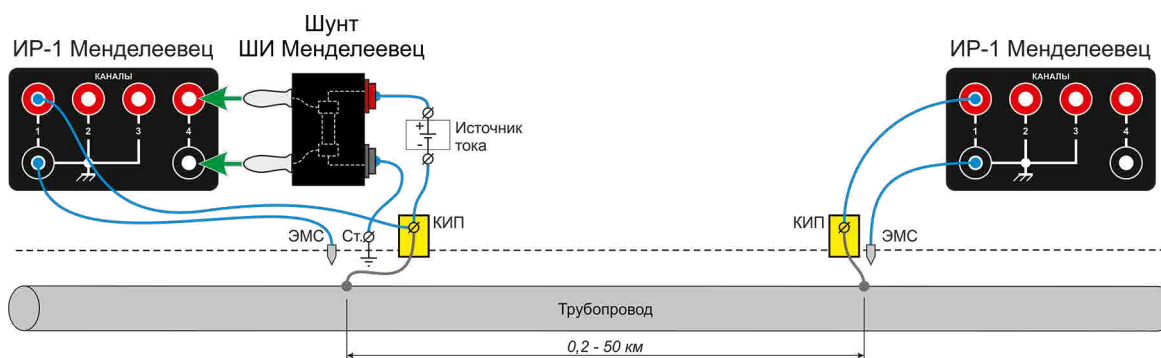 Шунт
ШИ Менделеевец
ИР-1 Менделеевец
КАНАЛЫ
1
2
3
4
+
-
Источник
тока
ЭМС
Ст.
КИП
ИР-1 Менделеевец
КАНАЛЫ
1
2
3
4
КИП
ЭМС
Трубопровод
0,2 - 50 км